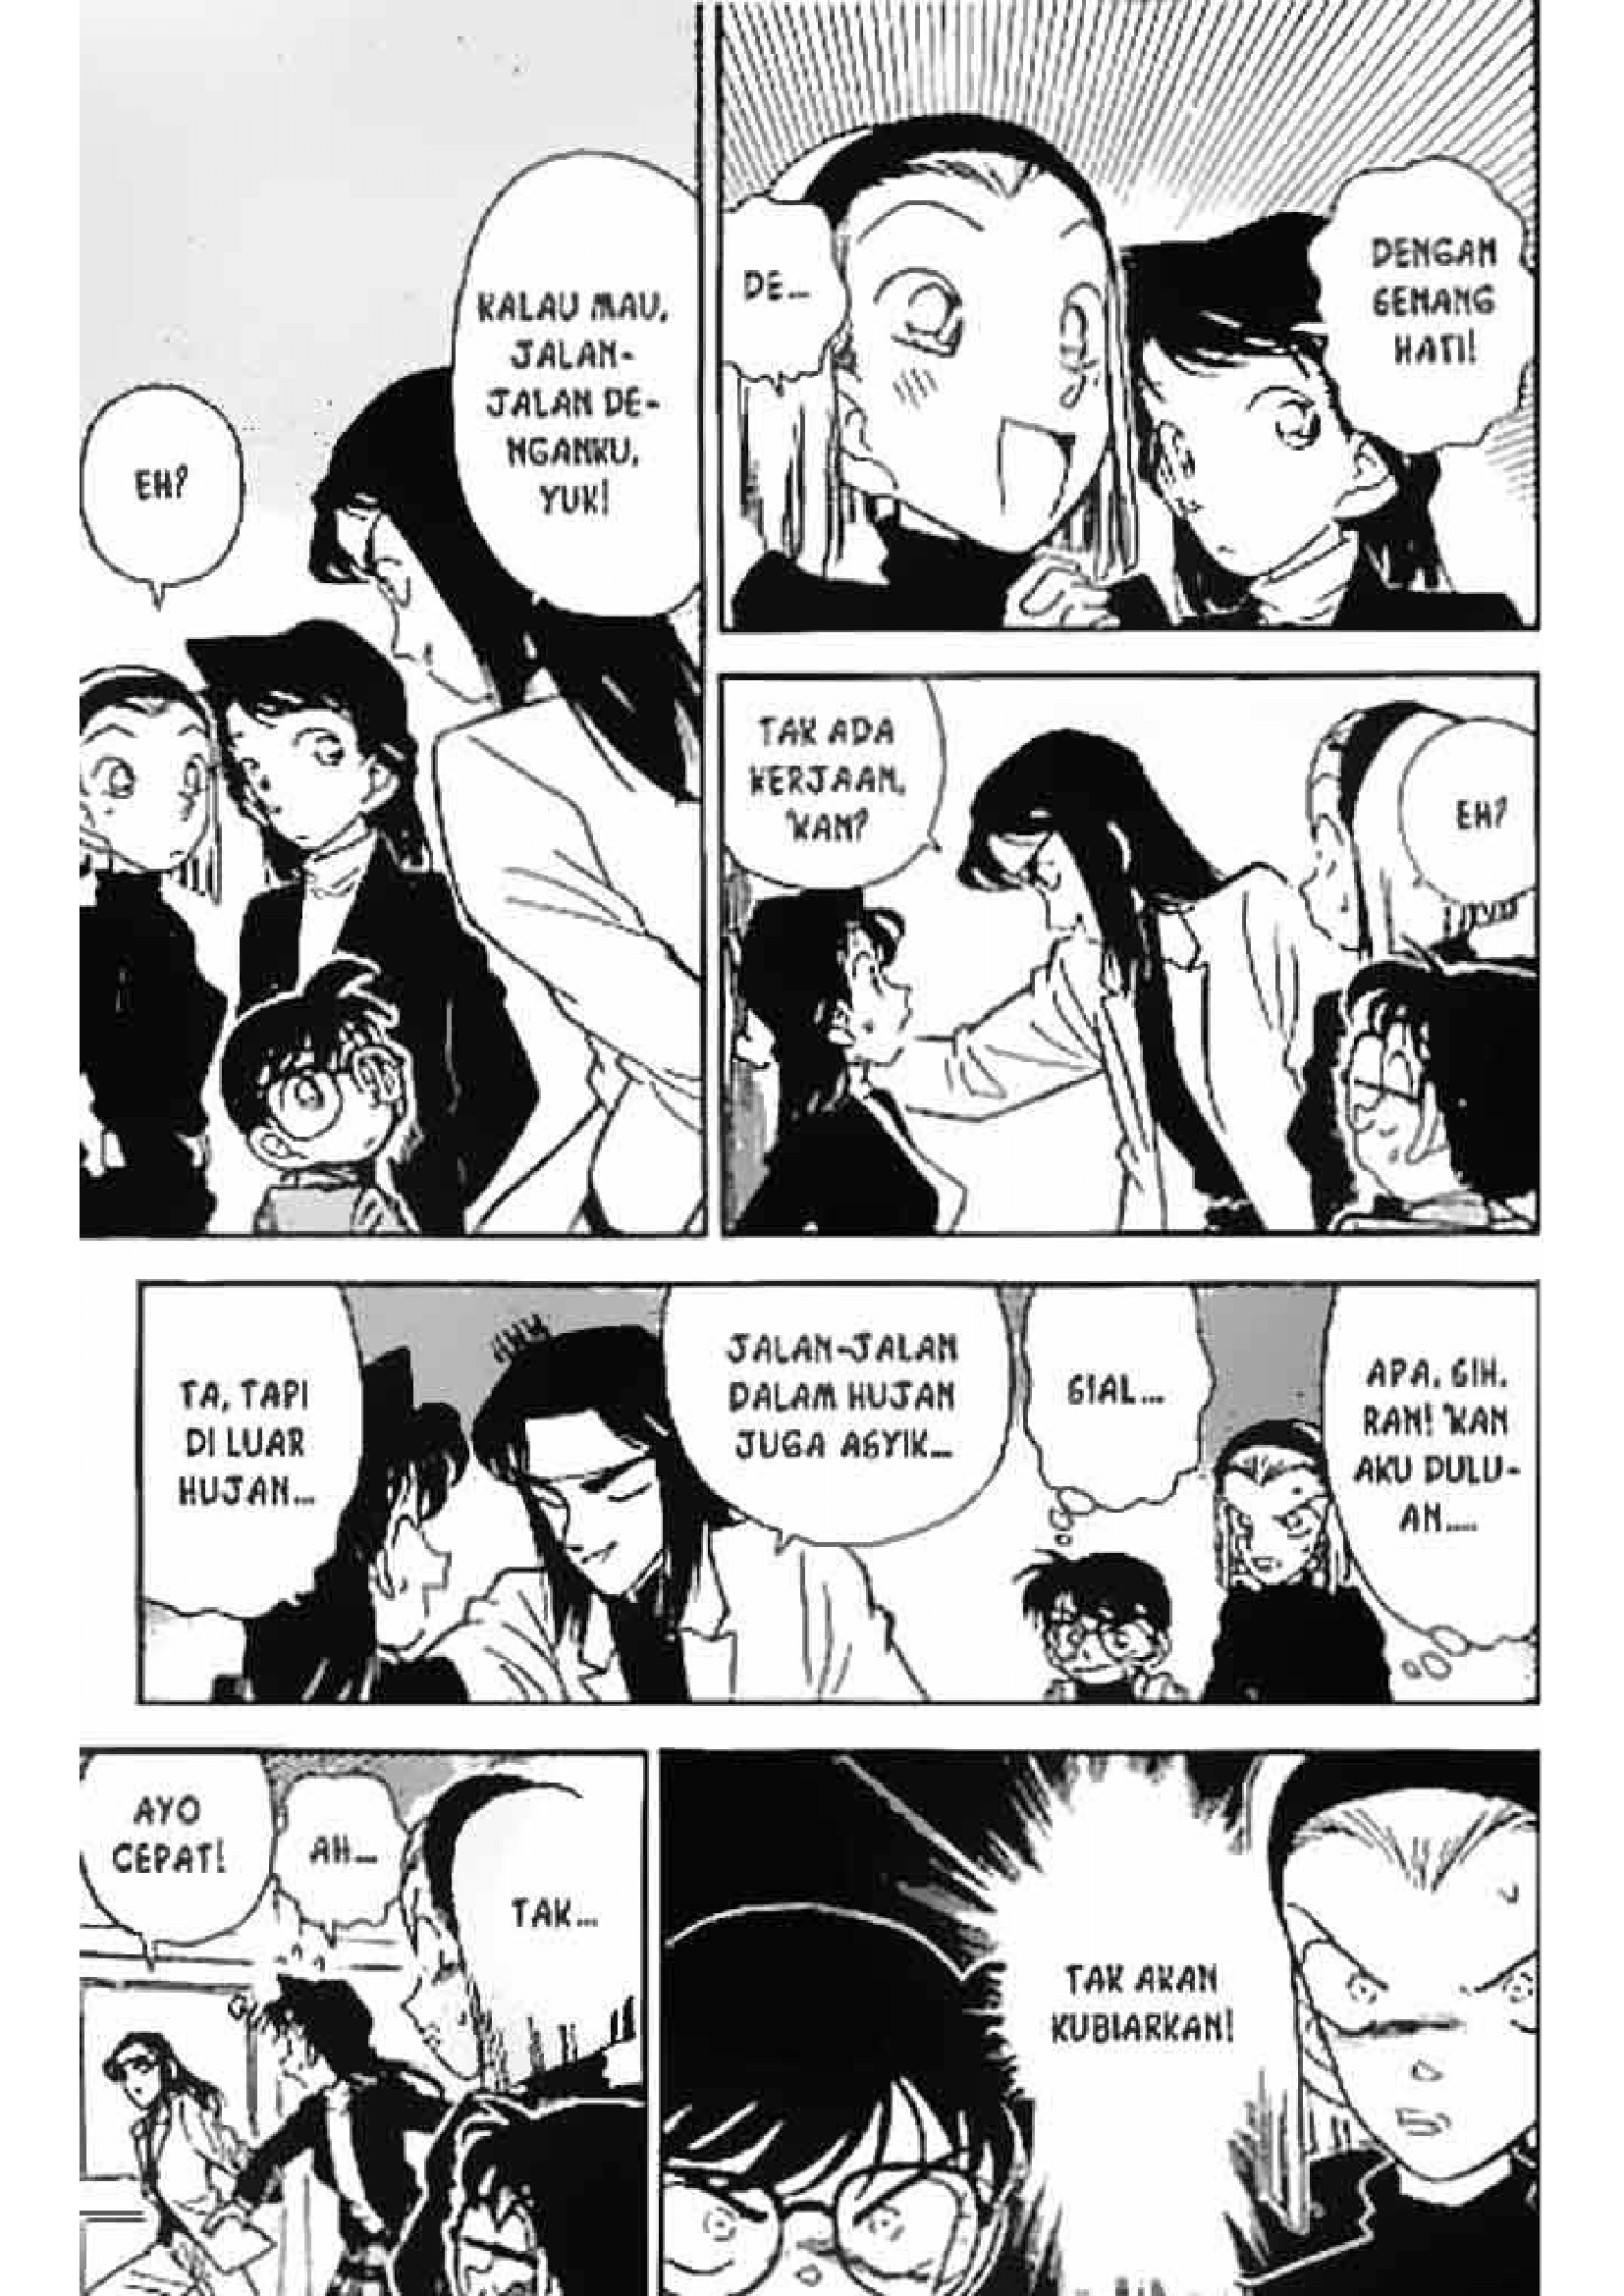 DE...
DENGAN
SENANG
HATI!
KALAU MAU,
JALAN-
JALAN DE-
NGANKU,
YUK!
EH?
TAK ADA
KERJAAN,
'KAN?
EH?
TA, TAPI
DI LUAR
HUJAN...
JALAN-JALAN
DALAM HUJAN
JUGA ASYIK...
SIAL...
APA, SIH,
RAN! 'KAN
AKU DULU-
AN....
AYO
CEPAT!
AH...
TAK...
TAK AKAN
KUBIARKAN!